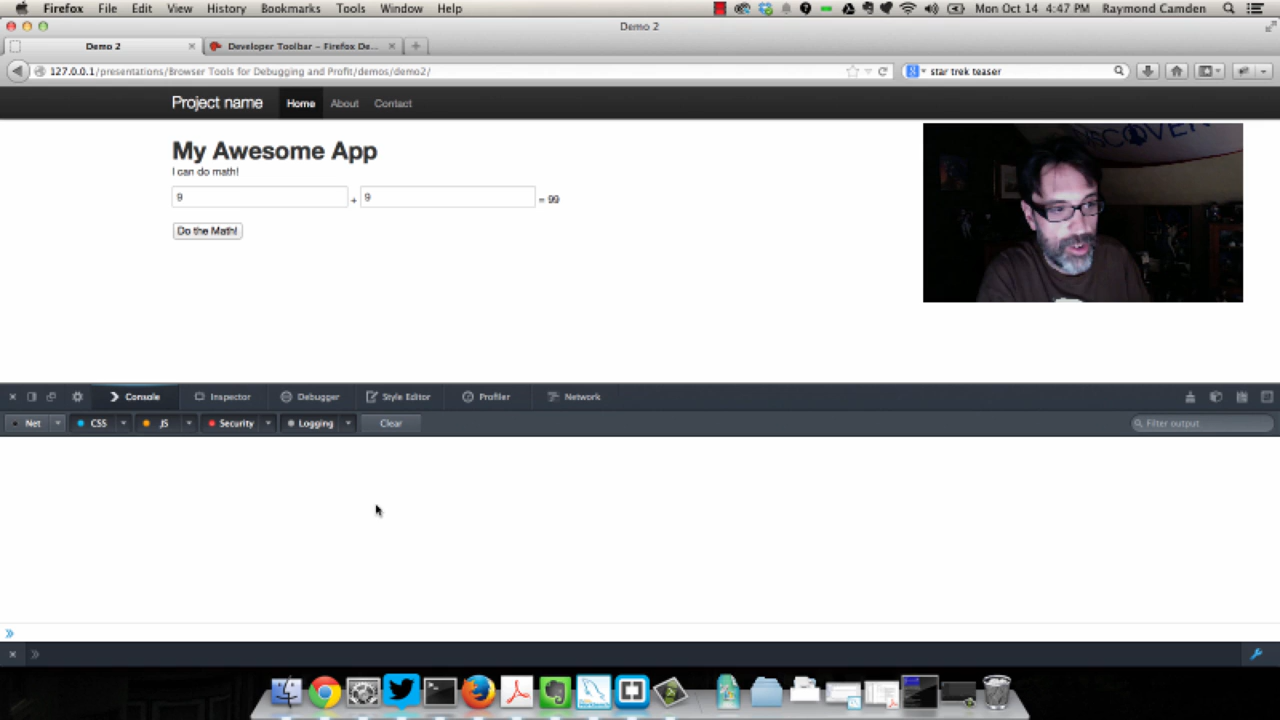 Firefox File Edit View History Bookmarks Tools Window Help Mon Oct 14 4:47 PM Raymond Camden
Demo 2
Demo 2 Developer Toolbar – Firefox De...
127.0.0.1/presentations/Browser Tools for Debugging and Profit/demos/demo2/ star trek teaser
Project name Home About Contact
My Awesome App
I can do math!
9 + 9 = 99
Do the Math!
Console Inspector Debugger Style Editor Profiler Network
Net CSS JS Security Logging Clear Filter output